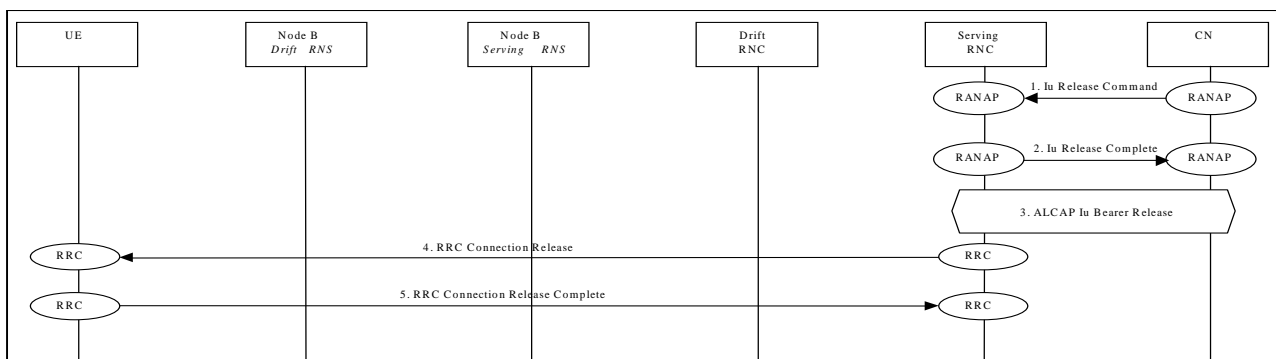 UE
Node B
Drift RNS
Node B
Serving RNS
Drift
RNC
Serving
RNC
CN
RANAP
1. Iu Release Command
RANAP
RANAP
2. Iu Release Complete
RANAP
3. ALCAP Iu Bearer Release
RRC
4. RRC Connection Release
RRC
RRC
5. RRC Connection Release Complete
RRC